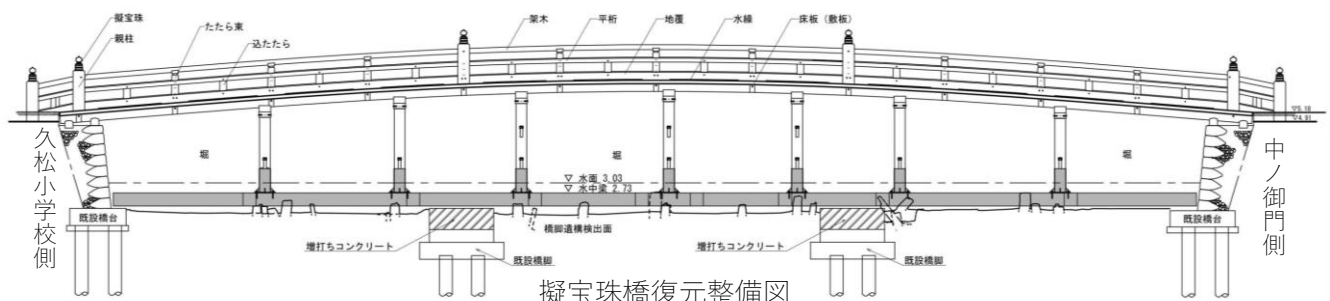 擬宝珠
親柱
たたら束
込たたら
架木
平桁
地覆
水繰
床板（敷板）
▽5.18
▽4.91
久松小学校側
堀
堀
堀
中ノ御門側
▽ 水面 3.03
▽ 水中梁 2.73
既設橋台
橋脚遺構検出面
既設橋台
増打ちコンクリート
増打ちコンクリート
既設橋脚
既設橋脚
擬宝珠橋復元整備図